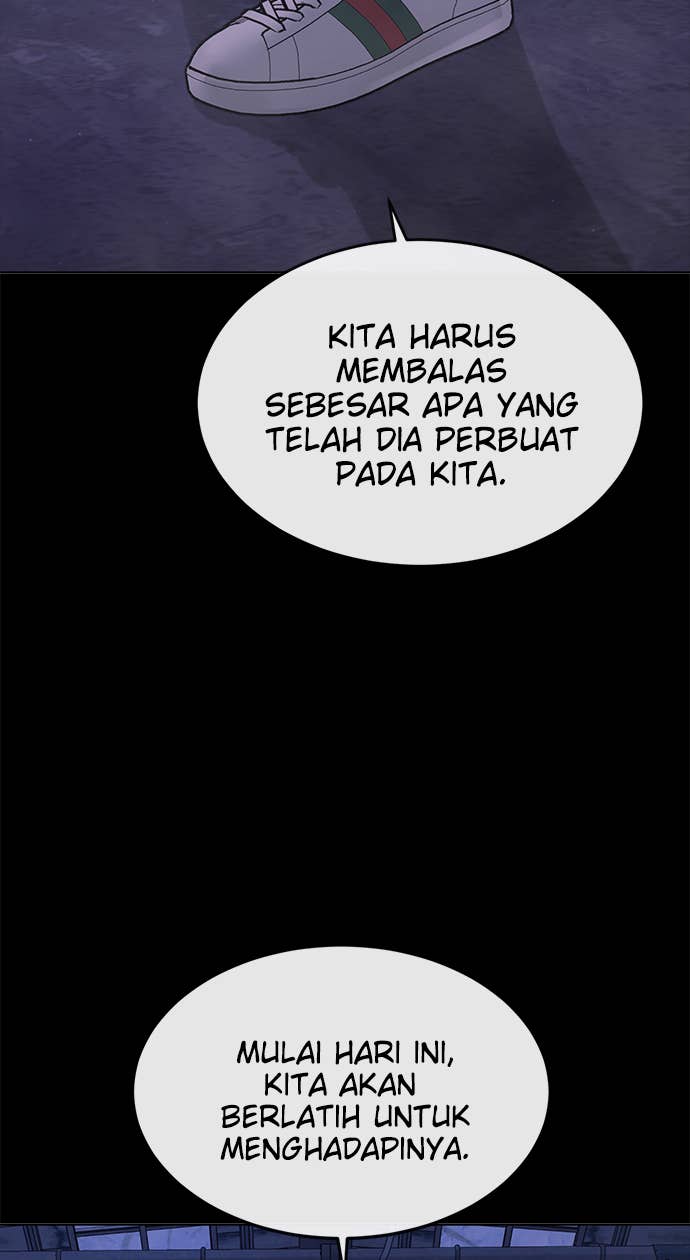 KITA HARUS
MEMBALAS
SEBESAR APA YANG
TELAH DIA PERBUAT
PADA KITA.
MULAI HARI INI,
KITA AKAN
BERLATIH UNTUK
MENGHADAPINYA.